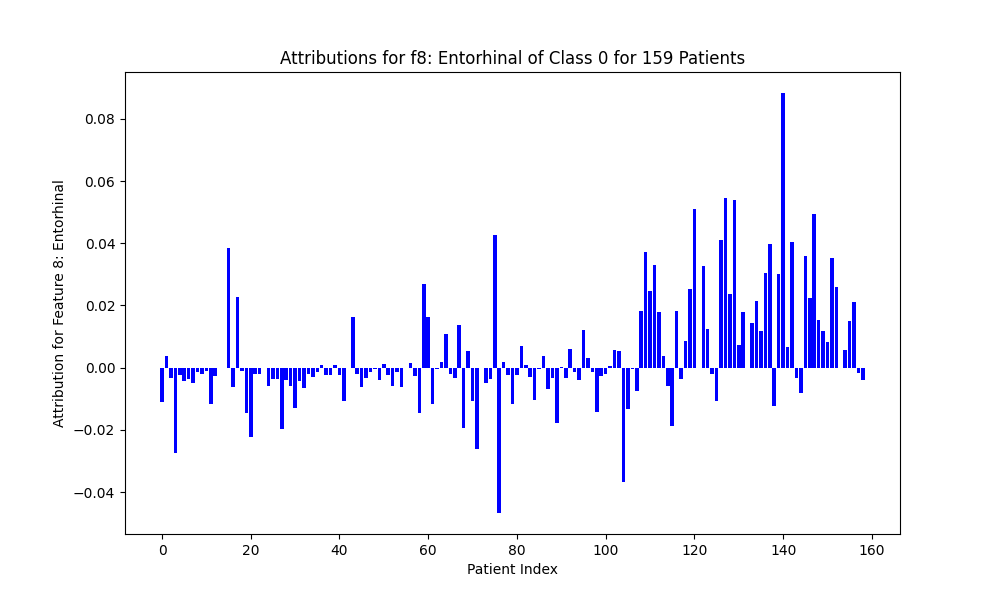 Attributions for f8: Entorhinal of Class 0 for 159 Patients
Attribution for Feature 8: Entorhinal
0.08
0.06
0.04
0.02
0.00
−0.02
−0.04
0 20 40 60 80 100 120 140 160
Patient Index